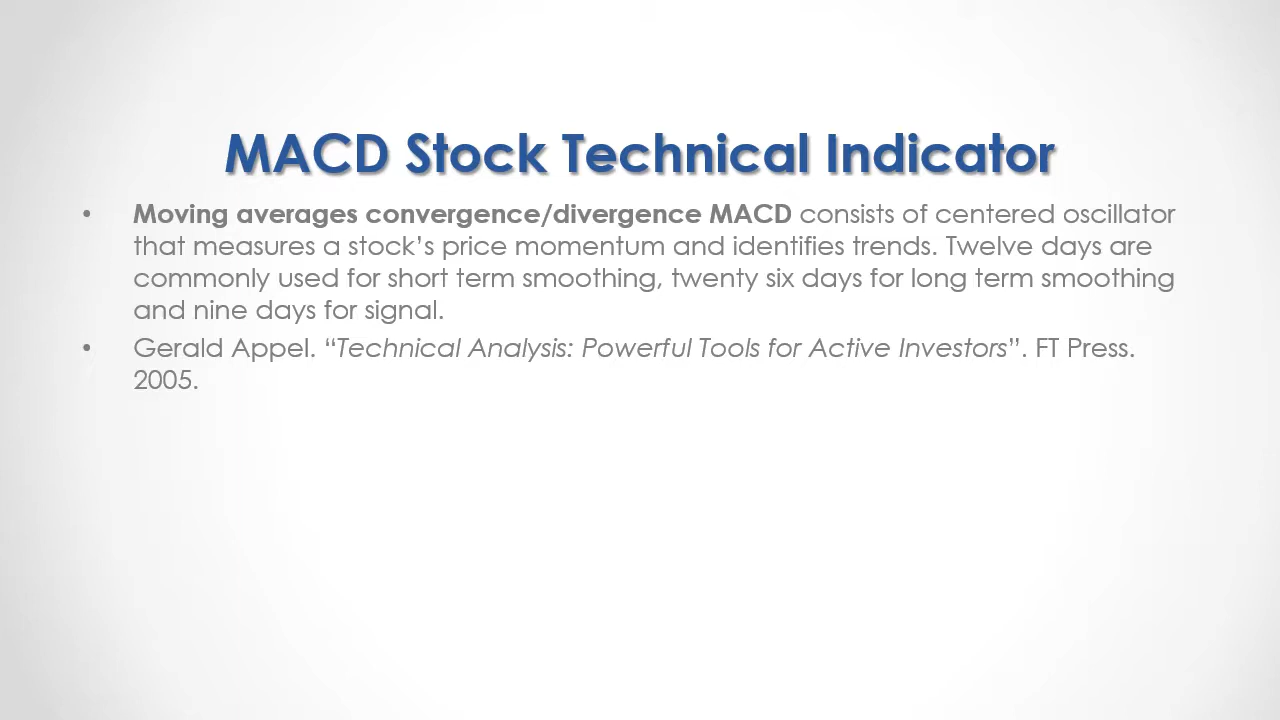 MACD Stock Technical Indicator
• Moving averages convergence/divergence MACD consists of centered oscillator
that measures a stock’s price momentum and identifies trends. Twelve days are
commonly used for short term smoothing, twenty six days for long term smoothing
and nine days for signal.
• Gerald Appel. “Technical Analysis: Powerful Tools for Active Investors”. FT Press.
2005.